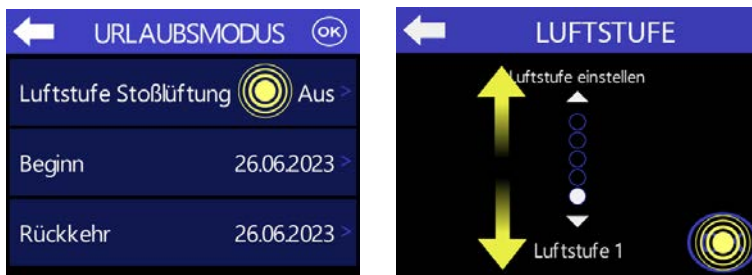 URLAUBSMODUS OK
Luftstufe Stoßlüftung Aus >
Beginn 26.06.2023 >
Rückkehr 26.06.2023 >
LUFTSTUFE
Luftstufe einstellen
Luftstufe 1